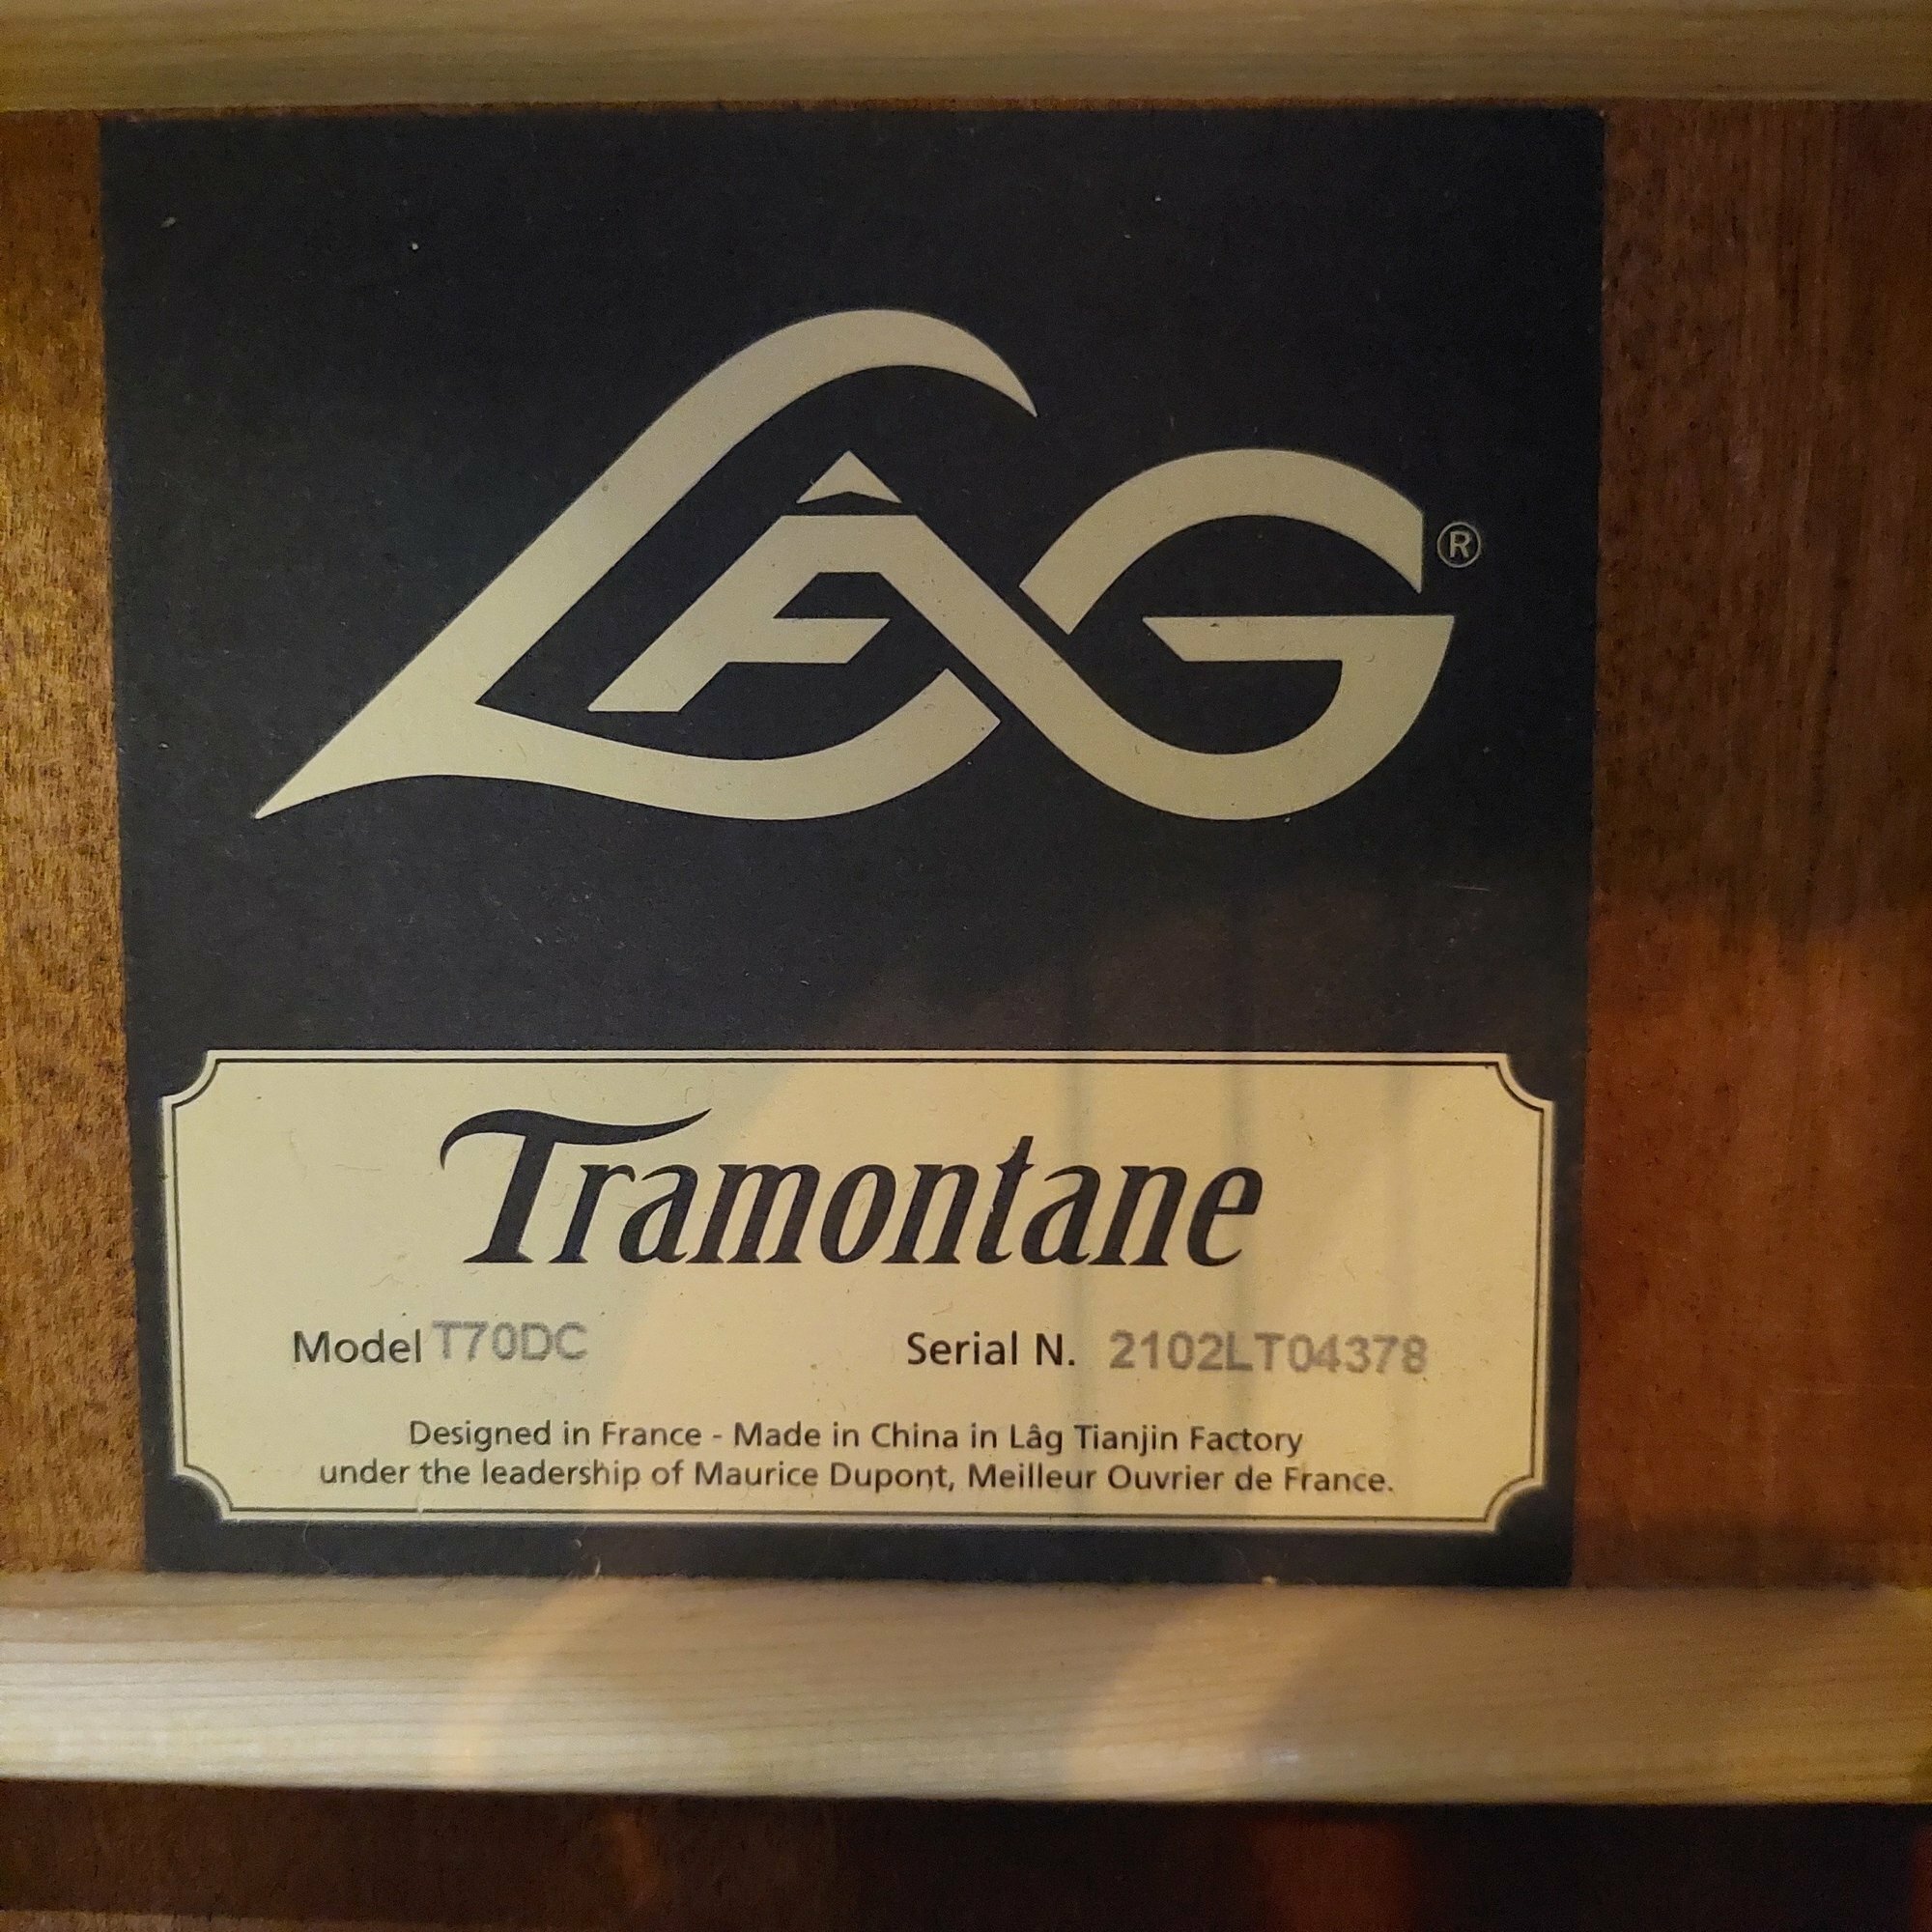 LÂG®
Tramontane
Model T70DC Serial N. 2102LT04378
Designed in France - Made in China in Lâg Tianjin Factory
under the leadership of Maurice Dupont, Meilleur Ouvrier de France.